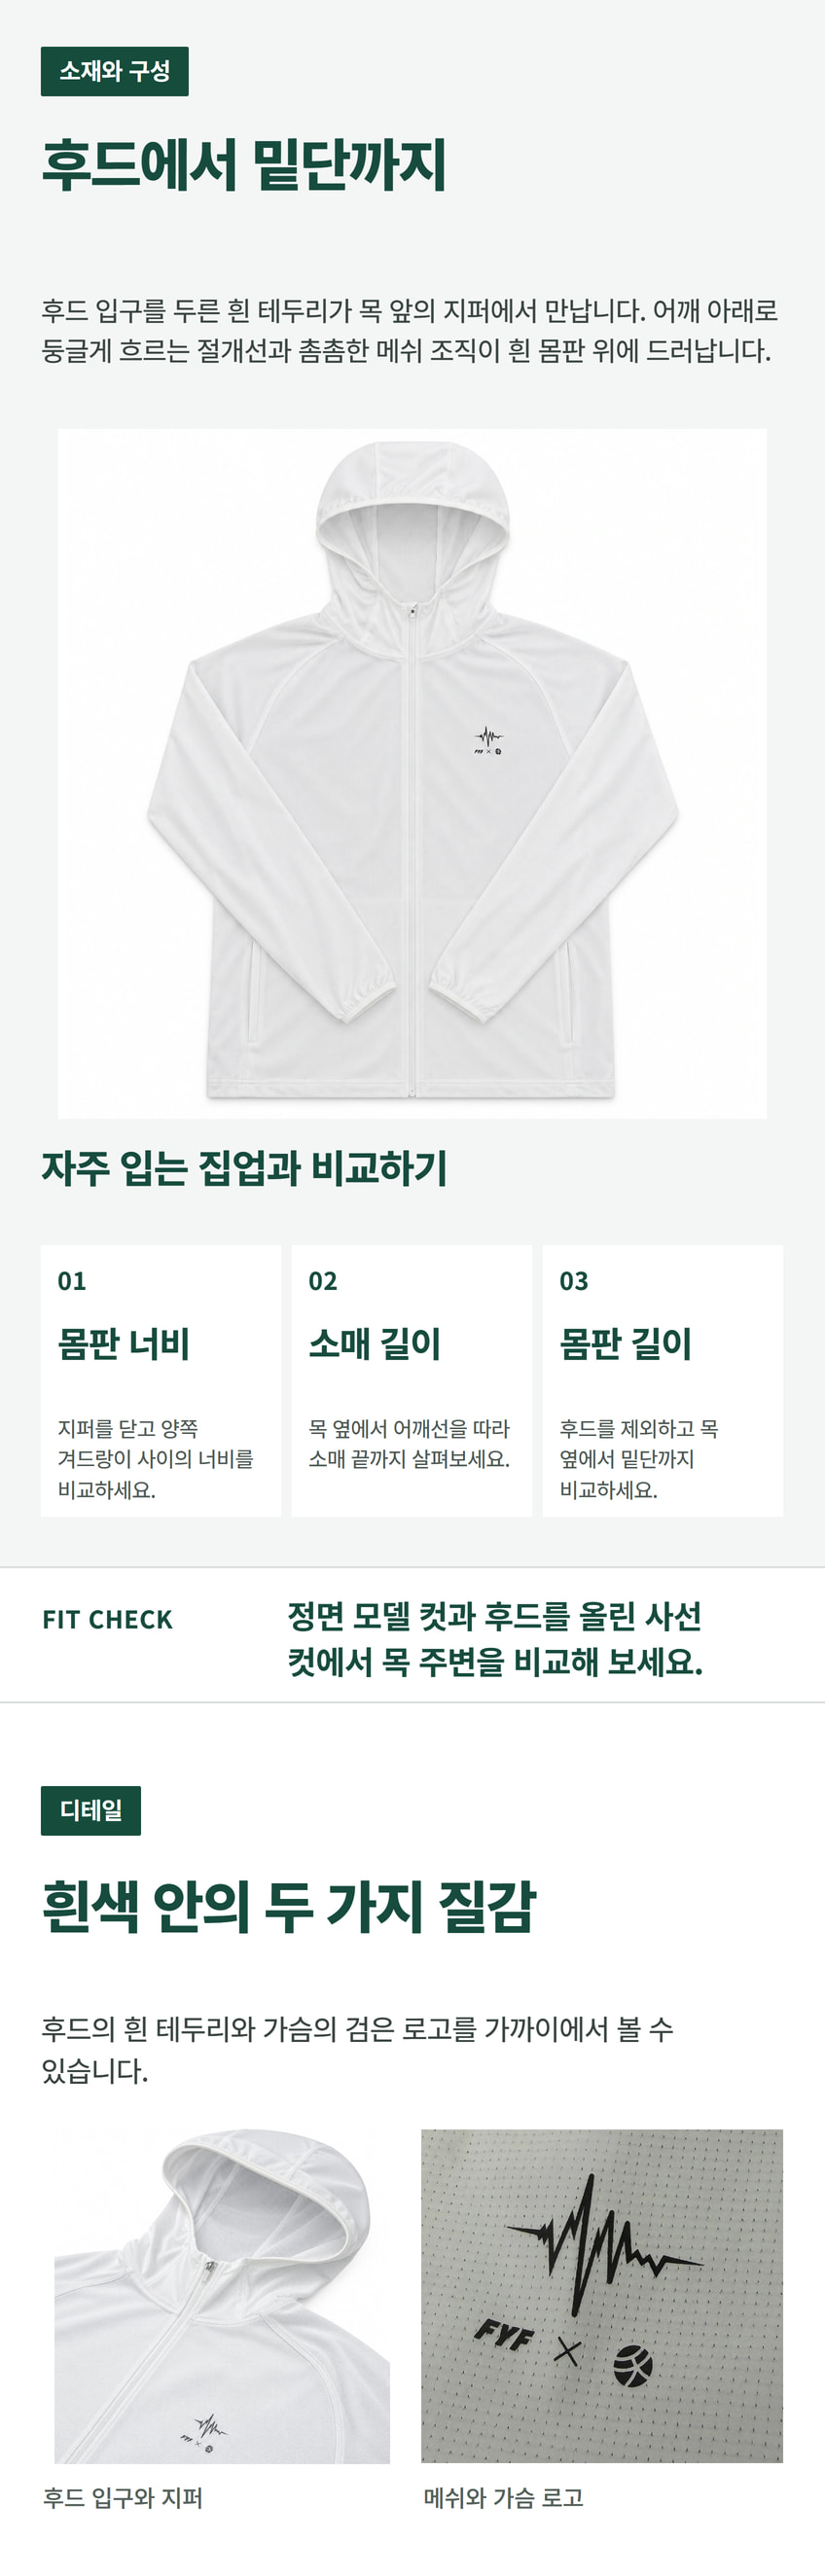 소재와 구성
후드에서 밑단까지
후드 입구를 두른 흰 테두리가 목 앞의 지퍼에서 만납니다. 어깨 아래로
둥글게 흐르는 절개선과 촘촘한 메쉬 조직이 흰 몸판 위에 드러납니다.
FYF ×
자주 입는 집업과 비교하기
01
몸판 너비
지퍼를 닫고 양쪽
겨드랑이 사이의 너비를
비교하세요.
02
소매 길이
목 옆에서 어깨선을 따라
소매 끝까지 살펴보세요.
03
몸판 길이
후드를 제외하고 목
옆에서 밑단까지
비교하세요.
FIT CHECK
정면 모델 컷과 후드를 올린 사선
컷에서 목 주변을 비교해 보세요.
디테일
흰색 안의 두 가지 질감
후드의 흰 테두리와 가슴의 검은 로고를 가까이에서 볼 수
있습니다.
FYF ×
FYF ×
후드 입구와 지퍼
메쉬와 가슴 로고